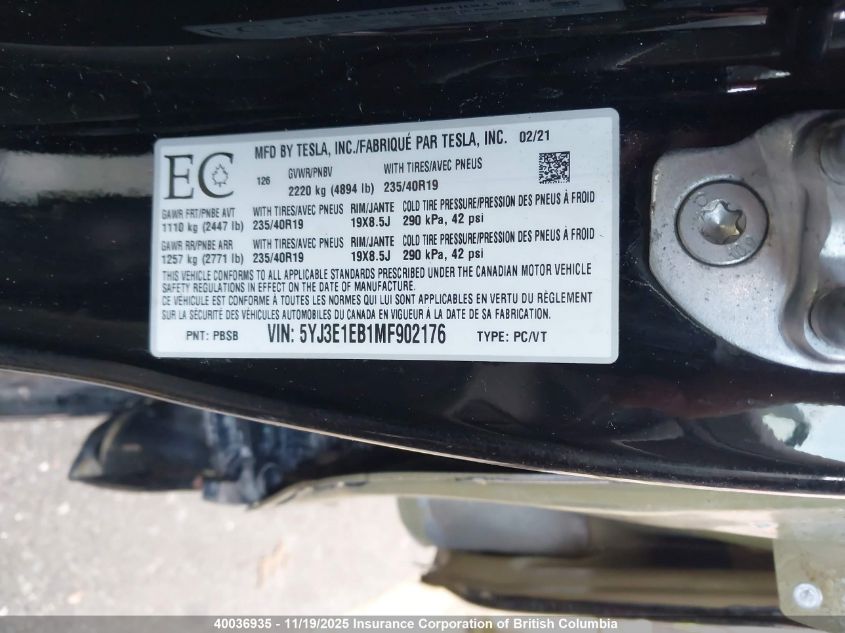 MFD BY TESLA, INC./FABRIQUÉ PAR TESLA, INC. 02/21
EC
126
GVWR/PNBV WITH TIRES/AVEC PNEUS
2220 kg (4894 lb) 235/40R19
GAWR FRT/PNBE AVT WITH TIRES/AVEC PNEUS RIM/JANTE COLD TIRE PRESSURE/PRESSION DES PNEUS À FROID
1110 kg (2447 lb) 235/40R19 19X8.5J 290 kPa, 42 psi
GAWR RR/PNBE ARR WITH TIRES/AVEC PNEUS RIM/JANTE COLD TIRE PRESSURE/PRESSION DES PNEUS À FROID
1257 kg (2771 lb) 235/40R19 19X8.5J 290 kPa, 42 psi
THIS VEHICLE CONFORMS TO ALL APPLICABLE STANDARDS PRESCRIBED UNDER THE CANADIAN MOTOR VEHICLE
SAFETY REGULATIONS IN EFFECT ON THE DATE OF MANUFACTURE.
CE VÉHICULE EST CONFORME À TOUTES LES NORMES QUI LUI SONT APPLICABLES EN VERTU DU RÈGLEMENT
SUR LA SÉCURITÉ DES VÉHICULES AUTOMOBILES DU CANADA EN VIGUEUR À LA DATE DE SA FABRICATION.
PNT: PBSB VIN: 5YJ3E1EB1MF902176 TYPE: PC/VT
40036935 - 11/19/2025 Insurance Corporation of British Columbia